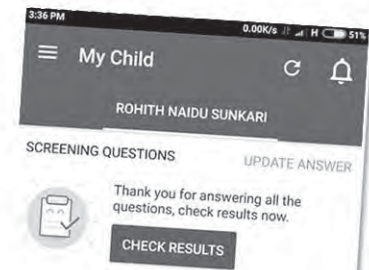 3:36 PM 0.00K/s H 51%
My Child
ROHITH NAIDU SUNKARI
SCREENING QUESTIONS UPDATE ANSWER
Thank you for answering all the
questions, check results now.
CHECK RESULTS